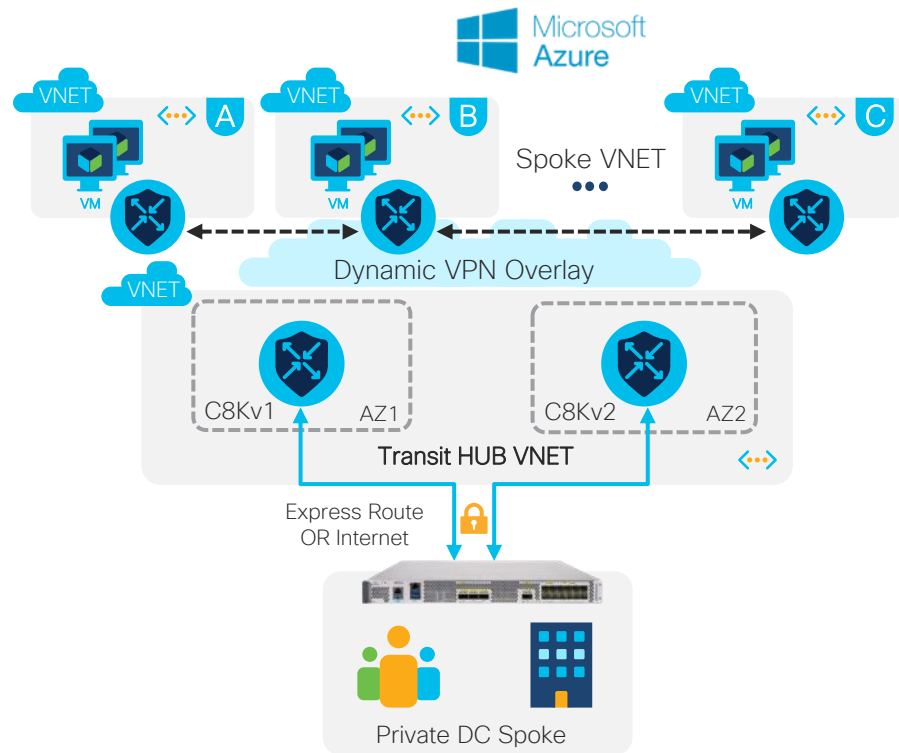 Microsoft
Azure
VNET
A
VM
VNET
B
VM
Spoke VNET
VNET
C
VM
Dynamic VPN Overlay
VNET
C8Kv1
AZ1
C8Kv2
AZ2
Transit HUB VNET
Express Route
OR Internet
Private DC Spoke